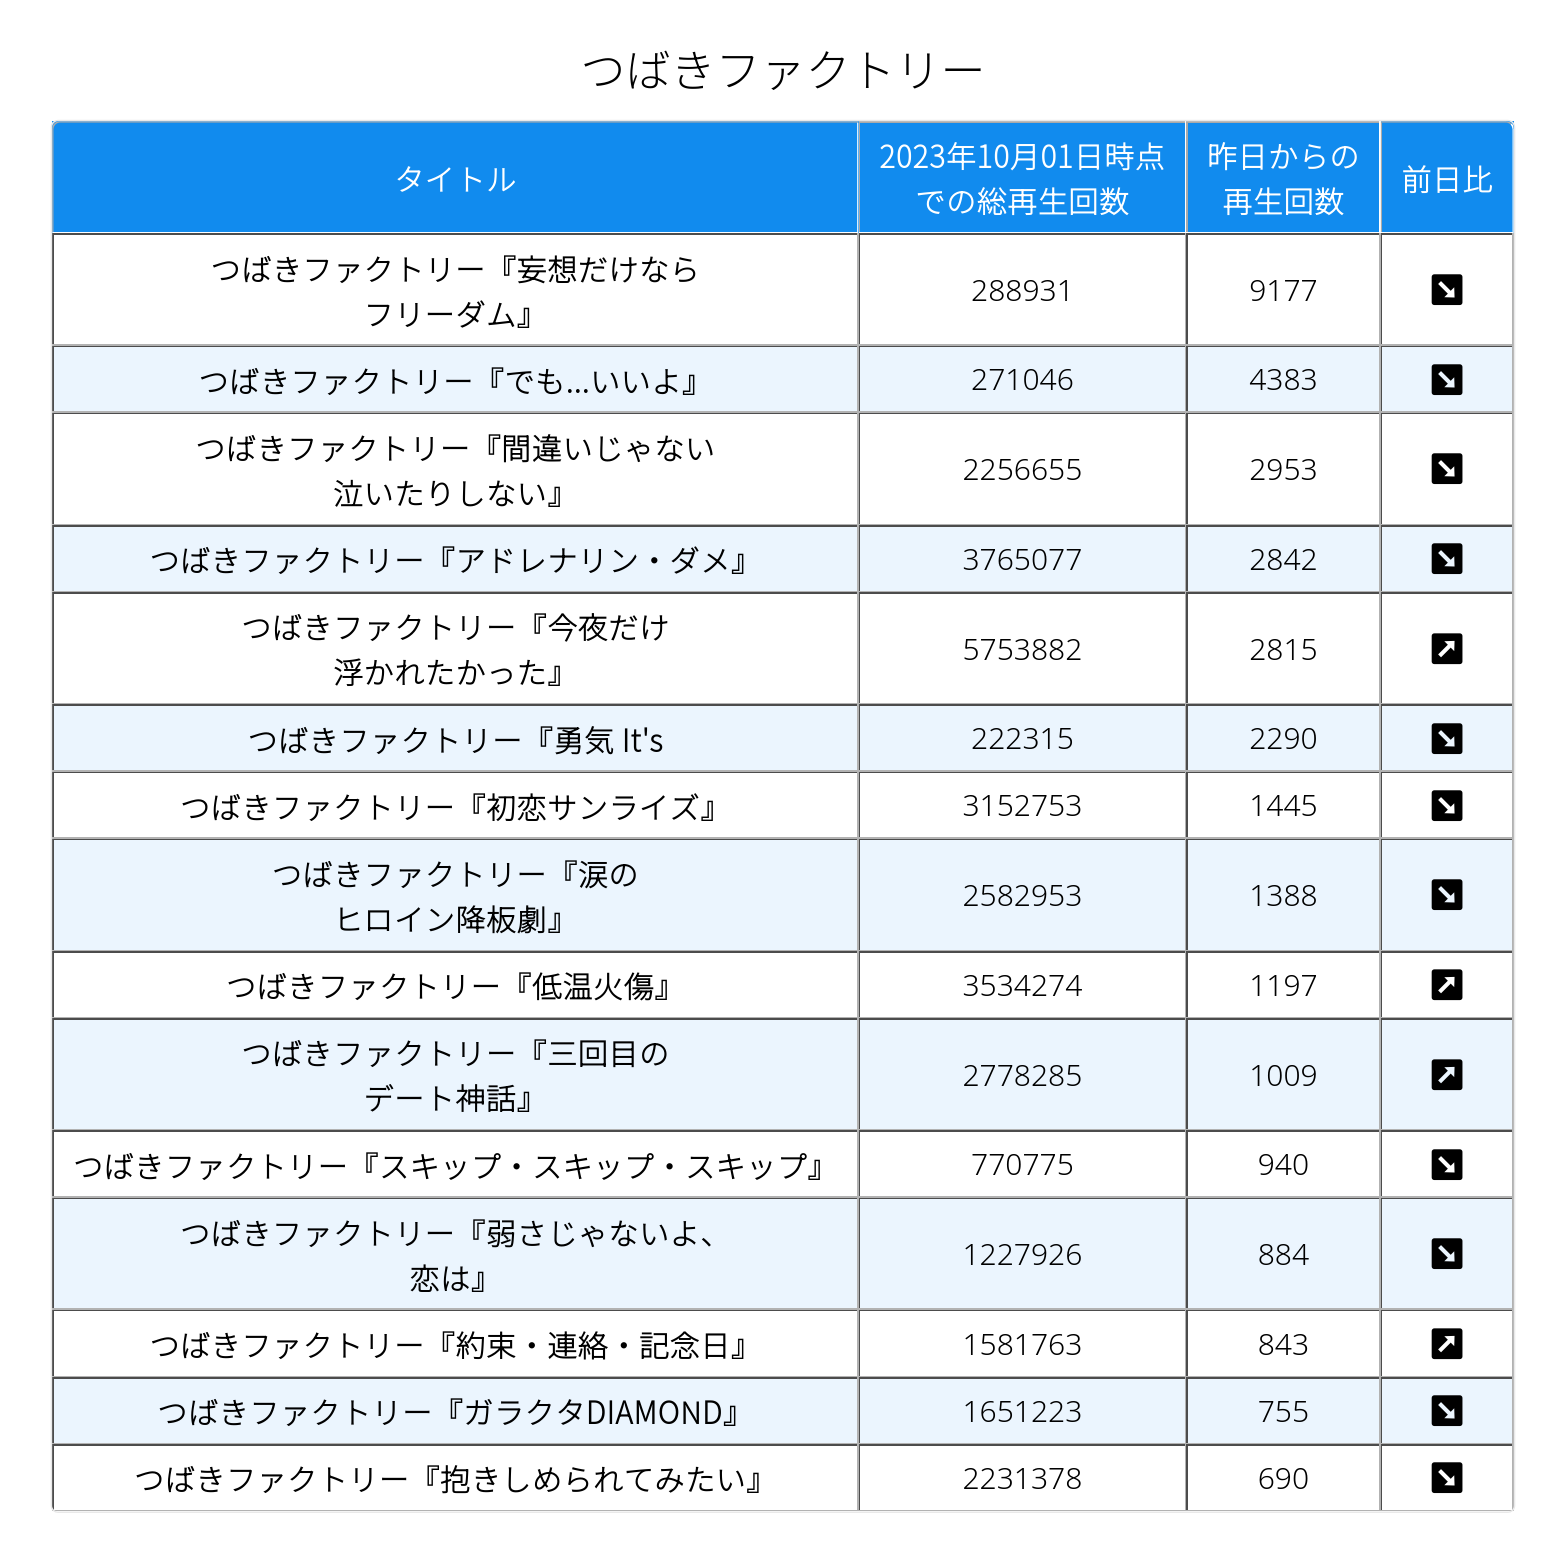 つばきファクトリー
タイトル
2023年10月01日時点
での総再生回数
昨日からの
再生回数
前日比
つばきファクトリー『妄想だけなら
フリーダム』
288931
9177
つばきファクトリー『でも...いいよ』
271046
4383
つばきファクトリー『間違いじゃない
泣いたりしない』
2256655
2953
つばきファクトリー『アドレナリン・ダメ』
3765077
2842
つばきファクトリー『今夜だけ
浮かれたかった』
5753882
2815
つばきファクトリー『勇気 It's
222315
2290
つばきファクトリー『初恋サンライズ』
3152753
1445
つばきファクトリー『涙の
ヒロイン降板劇』
2582953
1388
つばきファクトリー『低温火傷』
3534274
1197
つばきファクトリー『三回目の
デート神話』
2778285
1009
つばきファクトリー『スキップ・スキップ・スキップ』
770775
940
つばきファクトリー『弱さじゃないよ、
恋は』
1227926
884
つばきファクトリー『約束・連絡・記念日』
1581763
843
つばきファクトリー『ガラクタDIAMOND』
1651223
755
つばきファクトリー『抱きしめられてみたい』
2231378
690